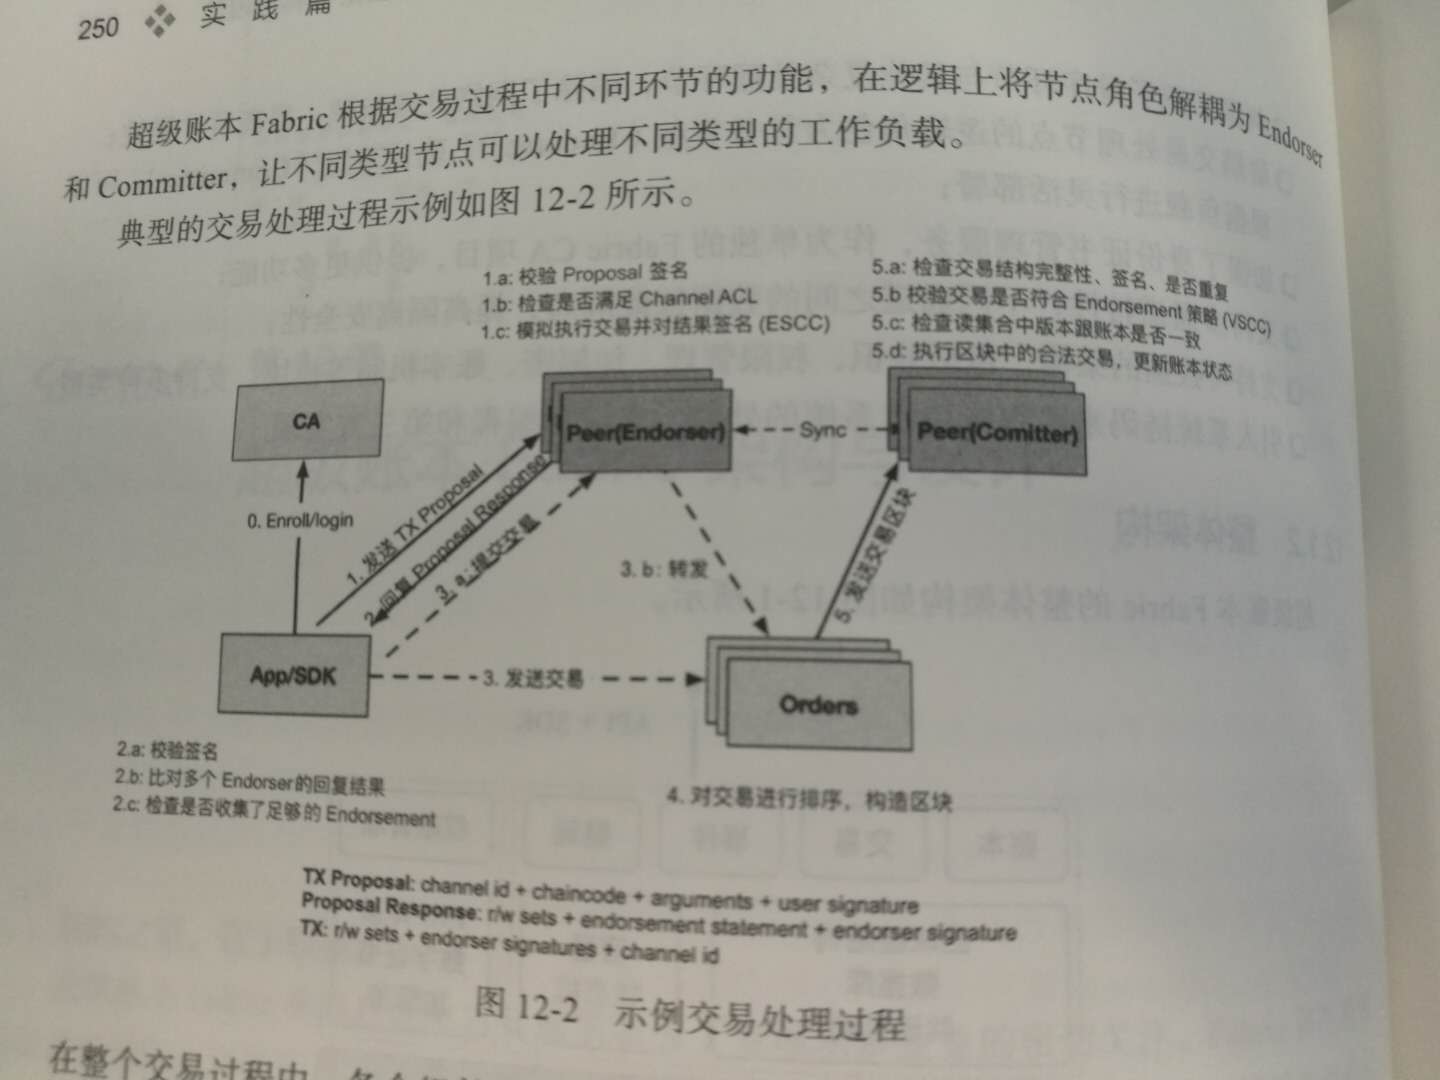 250 实践篇
超级账本 Fabric 根据交易过程中不同环节的功能，在逻辑上将节点角色解耦为 Endorser
和 Committer，让不同类型节点可以处理不同类型的工作负载。
典型的交易处理过程示例如图 12-2 所示。
1.a: 校验 Proposal 签名
1.b: 检查是否满足 Channel ACL
1.c: 模拟执行交易并对结果签名 (ESCC)
5.a: 检查交易结构完整性、签名、是否重复
5.b 校验交易是否符合 Endorsement 策略 (VSCC)
5.c: 检查读集合中版本跟账本是否一致
5.d: 执行区块中的合法交易，更新账本状态
CA
Peer(Endorser)
Sync
Peer(Comitter)
0. Enroll/login
1. 发送 TX Proposal
2. 回复 Proposal Response
3. a: 提交交易
3. b: 转发
5. 发送交易区块
App/SDK
3. 发送交易
Orders
2.a: 校验签名
2.b: 比对多个 Endorser的回复结果
2.c: 检查是否收集了足够的 Endorsement
4. 对交易进行排序，构造区块
TX Proposal: channel id + chaincode + arguments + user signature
Proposal Response: r/w sets + endorsement statement + endorser signature
TX: r/w sets + endorser signatures + channel id
图 12-2 示例交易处理过程
在整个交易过程中